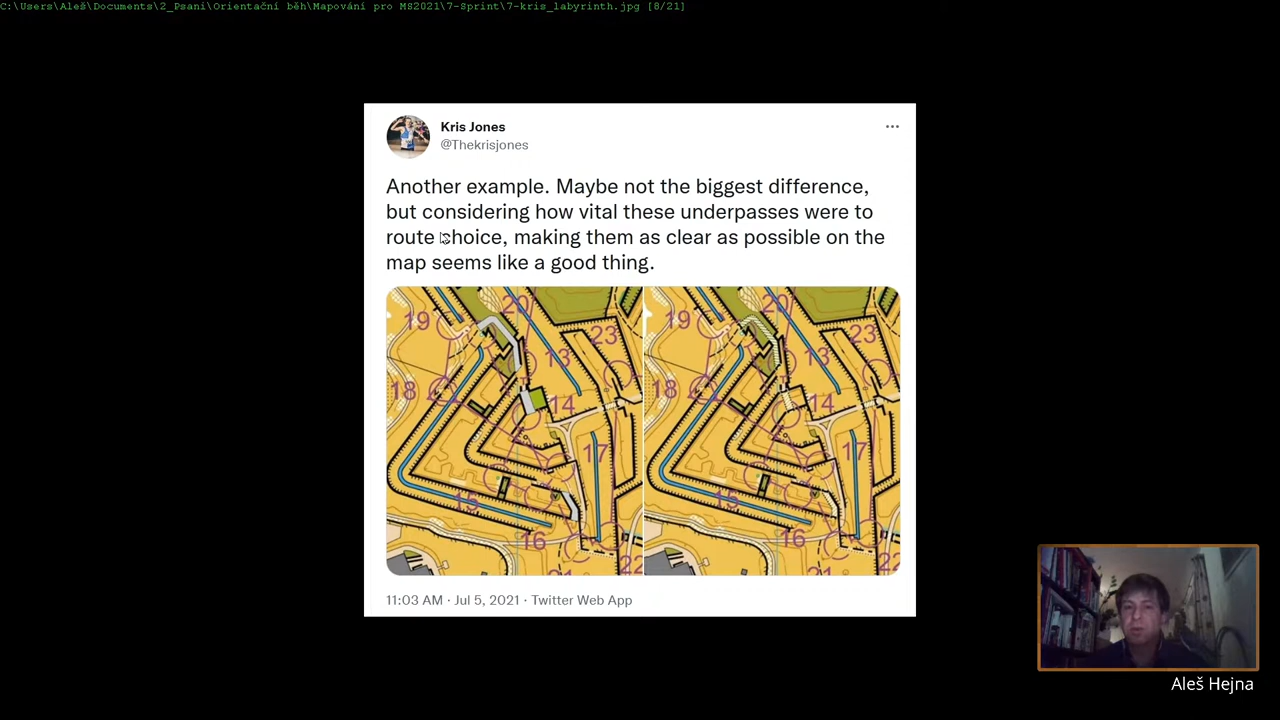 C:\Users\Aleš\Documents\2_Psaní\Orientační běh\Mapování pro MS2021\7-Sprint\7-kris_labyrinth.jpg [8/21]
Kris Jones
@Thekrisjones
Another example. Maybe not the biggest difference,
but considering how vital these underpasses were to
route choice, making them as clear as possible on the
map seems like a good thing.
20
19
23
13
18
14
17
15
16
21
22
20
19
23
13
18
14
17
15
16
21
22
11:03 AM · Jul 5, 2021 · Twitter Web App
Aleš Hejna